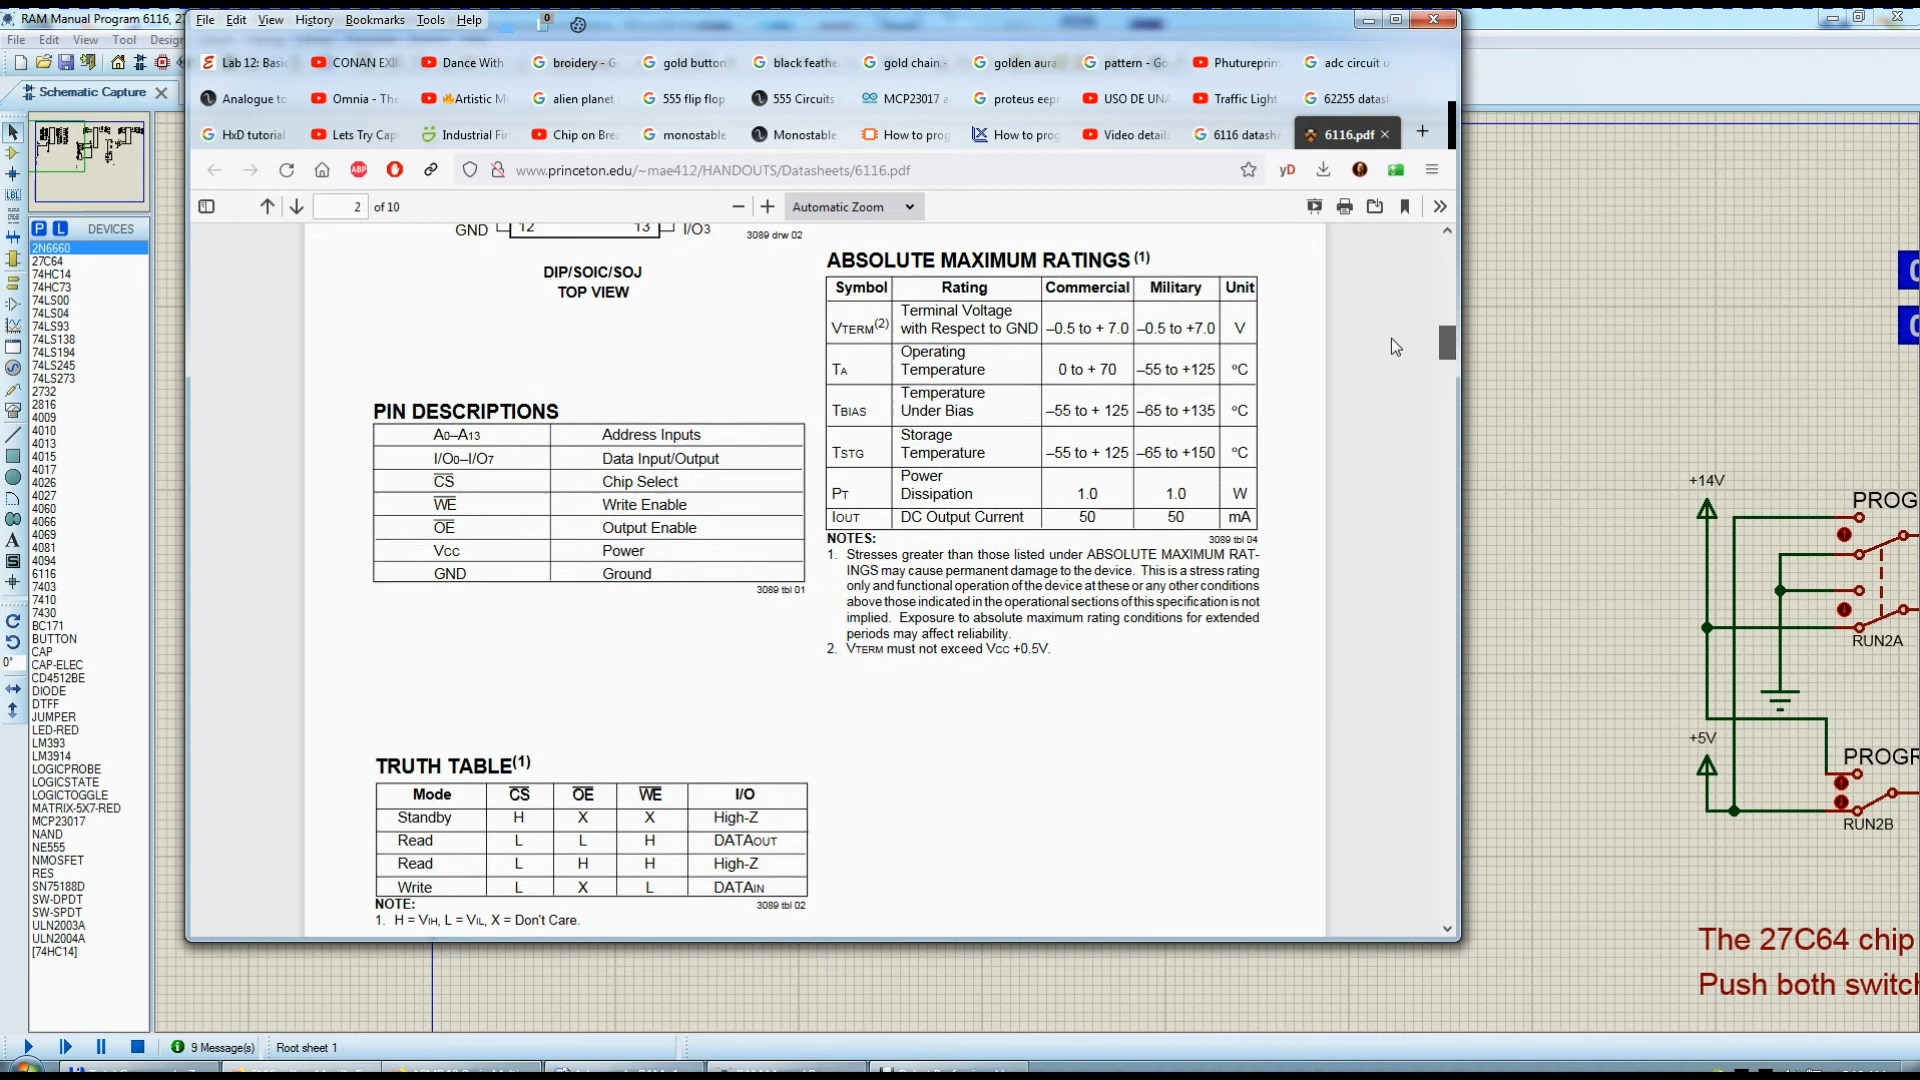 RAM Manual Program 6116, 2
File Edit View Tool Design
Schematic Capture
DEVICES
2N6660
27C64
74HC14
74HC73
74LS00
74LS04
74LS93
74LS138
74LS194
74LS245
74LS273
2732
2816
4009
4010
4013
4015
4017
4026
4027
4060
4066
4069
4081
4094
6116
7403
7410
7430
BC171
BUTTON
CAP
CAP-ELEC
CD4512BE
DIODE
DTFF
JUMPER
LED-RED
LM393
LM3914
LOGICPROBE
LOGICSTATE
LOGICTOGGLE
MATRIX-5X7-RED
MCP23017
NAND
NE555
NMOSFET
RES
SN75188D
SW-DPDT
SW-SPDT
ULN2003A
ULN2004A
[74HC14]
File Edit View History Bookmarks Tools Help
0
Lab 12: Basi CONAN EXI Dance With broidery - G gold button black feathe gold chain - golden aura pattern - Go Phutureprim adc circuit u
Analogue to Omnia - The Artistic M alien planet 555 flip flop 555 Circuits MCP23017 a proteus eepr USO DE UNA Traffic Light 62255 datas
HxD tutorial Lets Try Cap Industrial Fir Chip on Brea monostable Monostable How to prog How to prog Video detail 6116 datash 6116.pdf
www.princeton.edu/~mae412/HANDOUTS/Datasheets/6116.pdf
2 of 10 Automatic Zoom
GND 12 13 I/O3
3089 drw 02
DIP/SOIC/SOJ
TOP VIEW
PIN DESCRIPTIONS
A0–A13 Address Inputs
I/O0–I/O7 Data Input/Output
CS Chip Select
WE Write Enable
OE Output Enable
VCC Power
GND Ground
3089 tbl 01
TRUTH TABLE(1)
Mode CS OE WE I/O
Standby H X X High-Z
Read L L H DATAOUT
Read L H H High-Z
Write L X L DATAIN
NOTE: 3089 tbl 02
1. H = VIH, L = VIL, X = Don't Care.
ABSOLUTE MAXIMUM RATINGS (1)
Symbol Rating Commercial Military Unit
VTERM(2) Terminal Voltage
with Respect to GND –0.5 to + 7.0 –0.5 to +7.0 V
TA Operating
Temperature 0 to + 70 –55 to +125 °C
TBIAS Temperature
Under Bias –55 to + 125 –65 to +135 °C
TSTG Storage
Temperature –55 to + 125 –65 to +150 °C
PT Power
Dissipation 1.0 1.0 W
IOUT DC Output Current 50 50 mA
NOTES: 3089 tbl 04
1. Stresses greater than those listed under ABSOLUTE MAXIMUM RAT-
INGS may cause permanent damage to the device. This is a stress rating
only and functional operation of the device at these or any other conditions
above those indicated in the operational sections of this specification is not
implied. Exposure to absolute maximum rating conditions for extended
periods may affect reliability.
2. VTERM must not exceed VCC +0.5V.
+14V
PROG
RUN2A
+5V
PROGR
RUN2B
The 27C64 chip
Push both switch
9 Message(s) Root sheet 1